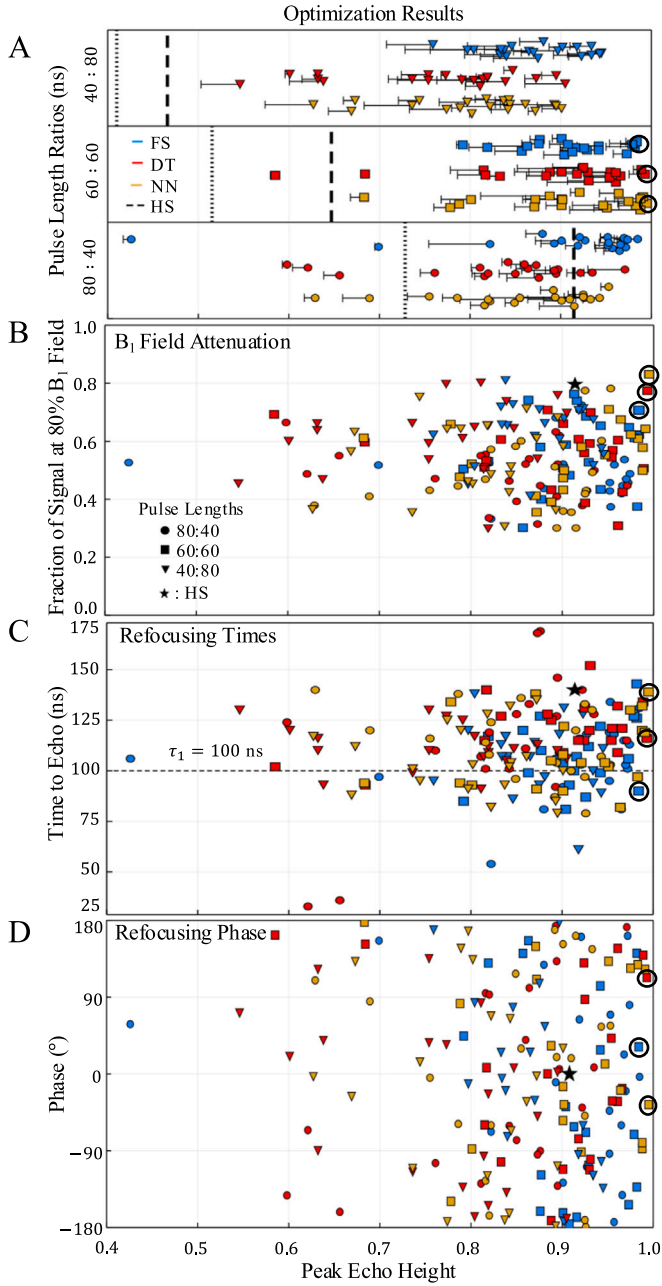 Optimization Results
A
Pulse Length Ratios (ns)
40 : 80
60 : 60
80 : 40
FS
DT
NN
HS
B
B₁ Field Attenuation
Fraction of Signal at 80% B₁ Field
1.0
0.8
0.6
0.4
0.2
0.0
Pulse Lengths
80:40
60:60
40:80
: HS
C
Refocusing Times
Time to Echo (ns)
175
150
125
100
75
50
25
τ₁ = 100 ns
D
Refocusing Phase
Phase (°)
180
90
0
−90
−180
0.4 0.5 0.6 0.7 0.8 0.9 1.0
Peak Echo Height